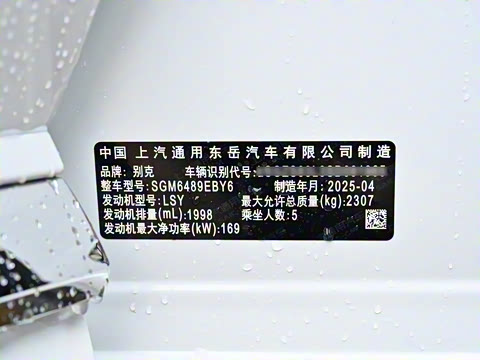 中国 上汽通用东岳汽车有限公司制造
品牌: 别克 车辆识别代号:
整车型号: SGM6489EBY6 制造年月: 2025-04
发动机型号: LSY 最大允许总质量(kg): 2307
发动机排量(mL): 1998 乘坐人数: 5
发动机最大净功率(kW): 169